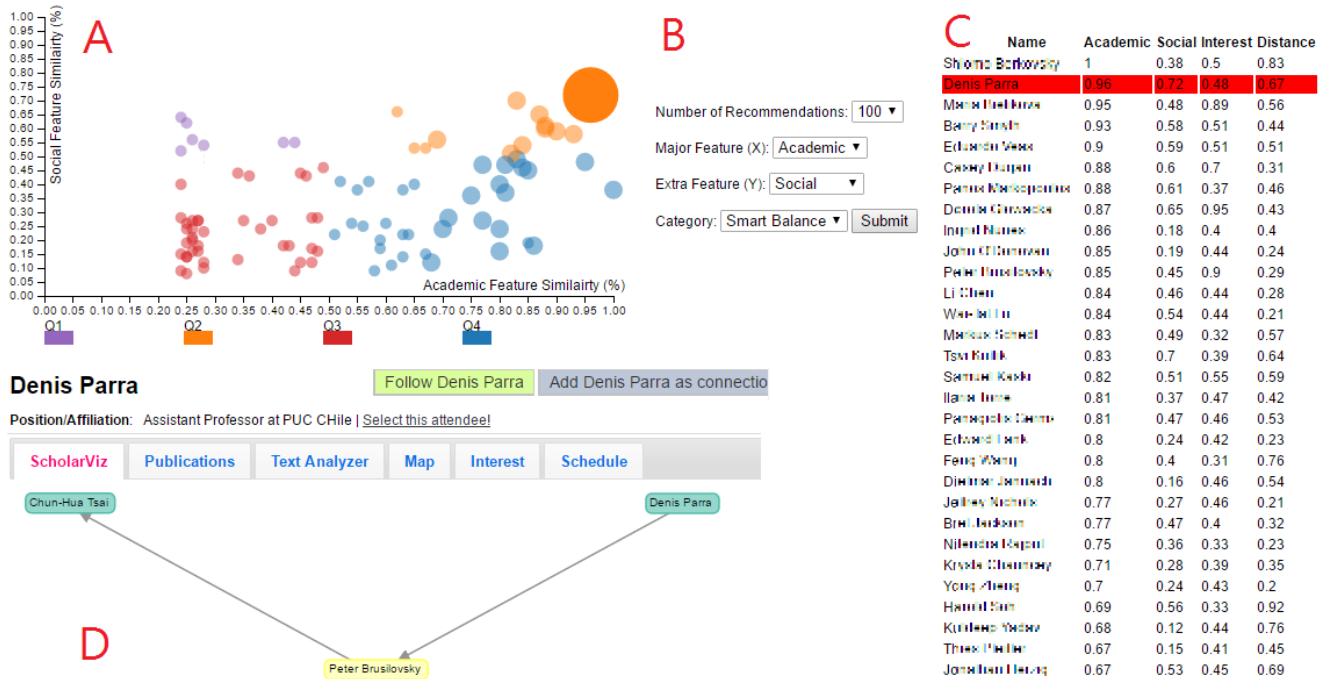 A
Social Feature Similairty (%)
1.00
0.95
0.90
0.85
0.80
0.75
0.70
0.65
0.60
0.55
0.50
0.45
0.40
0.35
0.30
0.25
0.20
0.15
0.10
0.05
0.00
Academic Feature Similairty (%)
0.00 0.05 0.10 0.15 0.20 0.25 0.30 0.35 0.40 0.45 0.50 0.55 0.60 0.65 0.70 0.75 0.80 0.85 0.90 0.95 1.00
Q1 Q2 Q3 Q4
B
Number of Recommendations: 100
Major Feature (X): Academic
Extra Feature (Y): Social
Category: Smart Balance Submit
C
Name Academic Social Interest Distance
1 0.38 0.5 0.83
Denis Parra 0.96 0.72 0.48 0.67
0.95 0.48 0.89 0.56
0.93 0.58 0.51 0.44
0.9 0.59 0.51 0.51
0.88 0.6 0.7 0.31
0.88 0.61 0.37 0.46
0.87 0.65 0.95 0.43
0.86 0.18 0.4 0.4
0.85 0.19 0.44 0.24
0.85 0.45 0.9 0.29
0.84 0.46 0.44 0.28
0.84 0.54 0.44 0.21
0.83 0.49 0.32 0.57
0.83 0.7 0.39 0.64
0.82 0.51 0.55 0.59
0.81 0.37 0.47 0.42
0.81 0.47 0.46 0.53
0.8 0.24 0.42 0.23
0.8 0.4 0.31 0.76
0.8 0.16 0.46 0.54
0.77 0.27 0.46 0.21
0.77 0.47 0.4 0.32
0.75 0.36 0.33 0.23
0.71 0.28 0.39 0.35
0.7 0.24 0.43 0.2
0.69 0.56 0.33 0.92
0.68 0.12 0.44 0.76
0.67 0.15 0.41 0.45
0.67 0.53 0.45 0.69
Denis Parra
Follow Denis Parra
Add Denis Parra as connectio
Position/Affiliation: Assistant Professor at PUC CHile | Select this attendee!
ScholarViz Publications Text Analyzer Map Interest Schedule
Chun-Hua Tsai
Denis Parra
D
Peter Brusilovsky